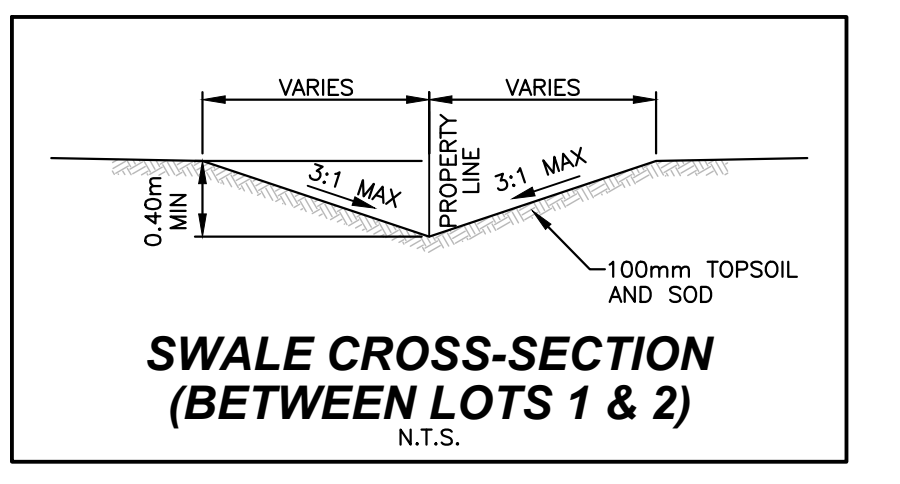 VARIES
VARIES
PROPERTY
LINE
3:1 MAX
3:1 MAX
0.40m
MIN
100mm TOPSOIL
AND SOD
SWALE CROSS-SECTION
(BETWEEN LOTS 1 & 2)
N.T.S.